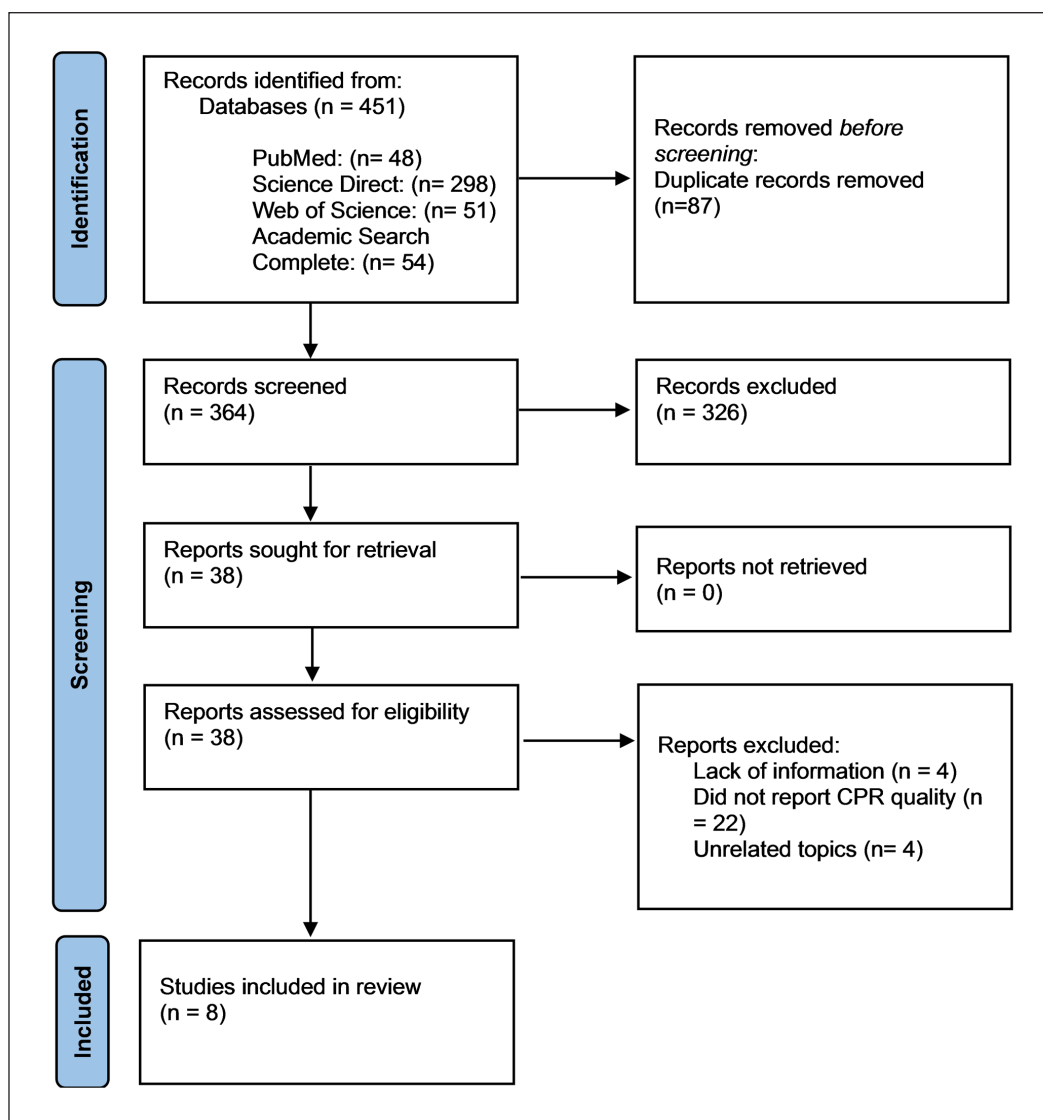 Identification
Records identified from:
Databases (n = 451)
PubMed: (n= 48)
Science Direct: (n= 298)
Web of Science: (n= 51)
Academic Search
Complete: (n= 54)
Records removed before
screening:
Duplicate records removed
(n=87)
Screening
Records screened
(n = 364)
Records excluded
(n = 326)
Reports sought for retrieval
(n = 38)
Reports not retrieved
(n = 0)
Reports assessed for eligibility
(n = 38)
Reports excluded:
Lack of information (n = 4)
Did not report CPR quality (n
= 22)
Unrelated topics (n= 4)
Included
Studies included in review
(n = 8)